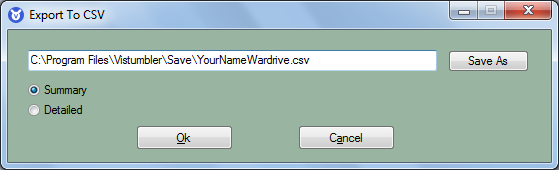 Export To CSV
C:\Program Files\Vistumbler\Save\YourNameWardrive.csv
Save As
Summary
Detailed
Ok
Cancel